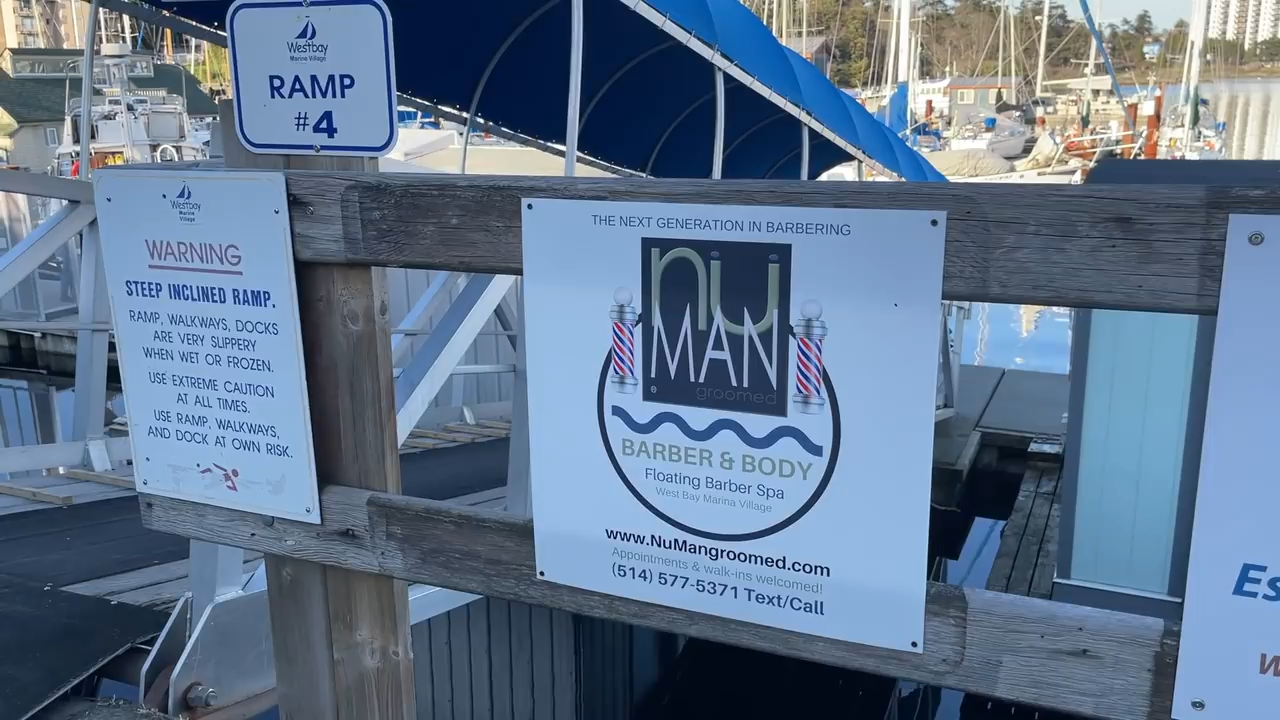 Westbay
Marine Village
RAMP
#4
Westbay
Marine
Village
WARNING
STEEP INCLINED RAMP.
RAMP, WALKWAYS, DOCKS
ARE VERY SLIPPERY
WHEN WET OR FROZEN.
USE EXTREME CAUTION
AT ALL TIMES.
USE RAMP, WALKWAYS,
AND DOCK AT OWN RISK.
THE NEXT GENERATION IN BARBERING
nu
MAN
groomed
BARBER & BODY
Floating Barber Spa
West Bay Marina Village
www.NuMangroomed.com
Appointments & walk-ins welcomed!
(514) 577-5371 Text/Call
Es
W